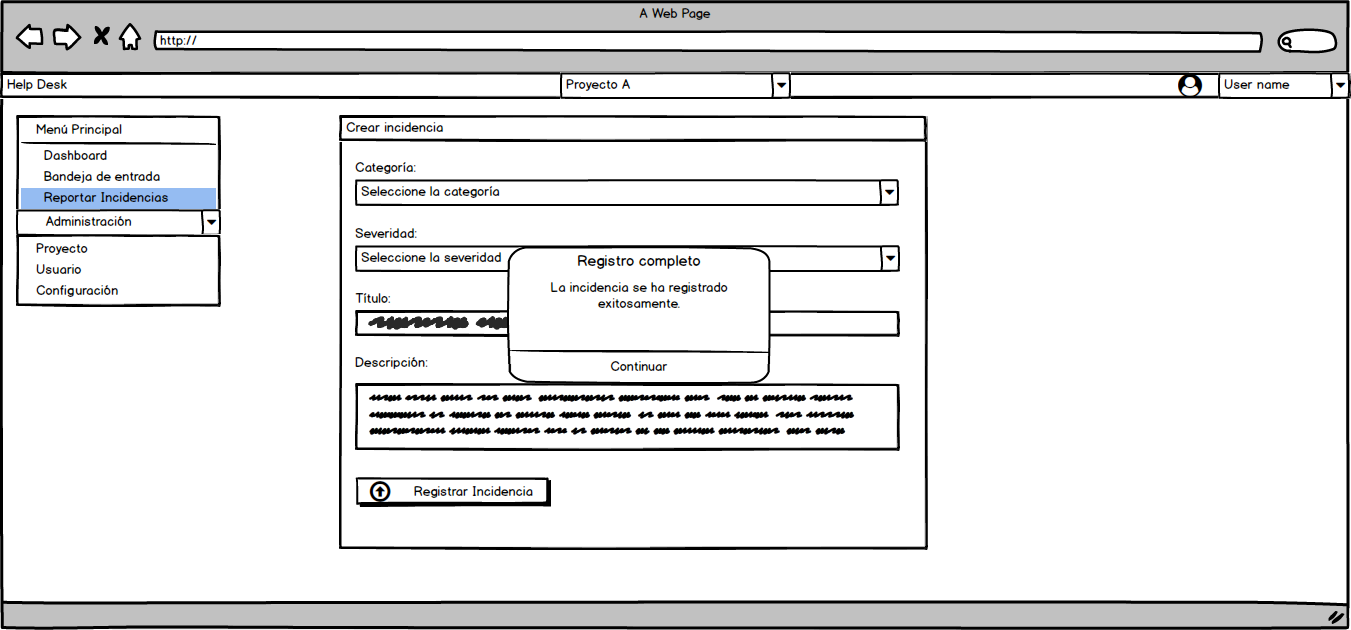 A Web Page
http://
Help Desk
Proyecto A
User name
Menú Principal
Dashboard
Bandeja de entrada
Reportar Incidencias
Administración
Proyecto
Usuario
Configuración
Crear incidencia
Categoría:
Seleccione la categoría
Severidad:
Seleccione la severidad
Título:
Descripción:
Registrar Incidencia
Registro completo
La incidencia se ha registrado
exitosamente.
Continuar